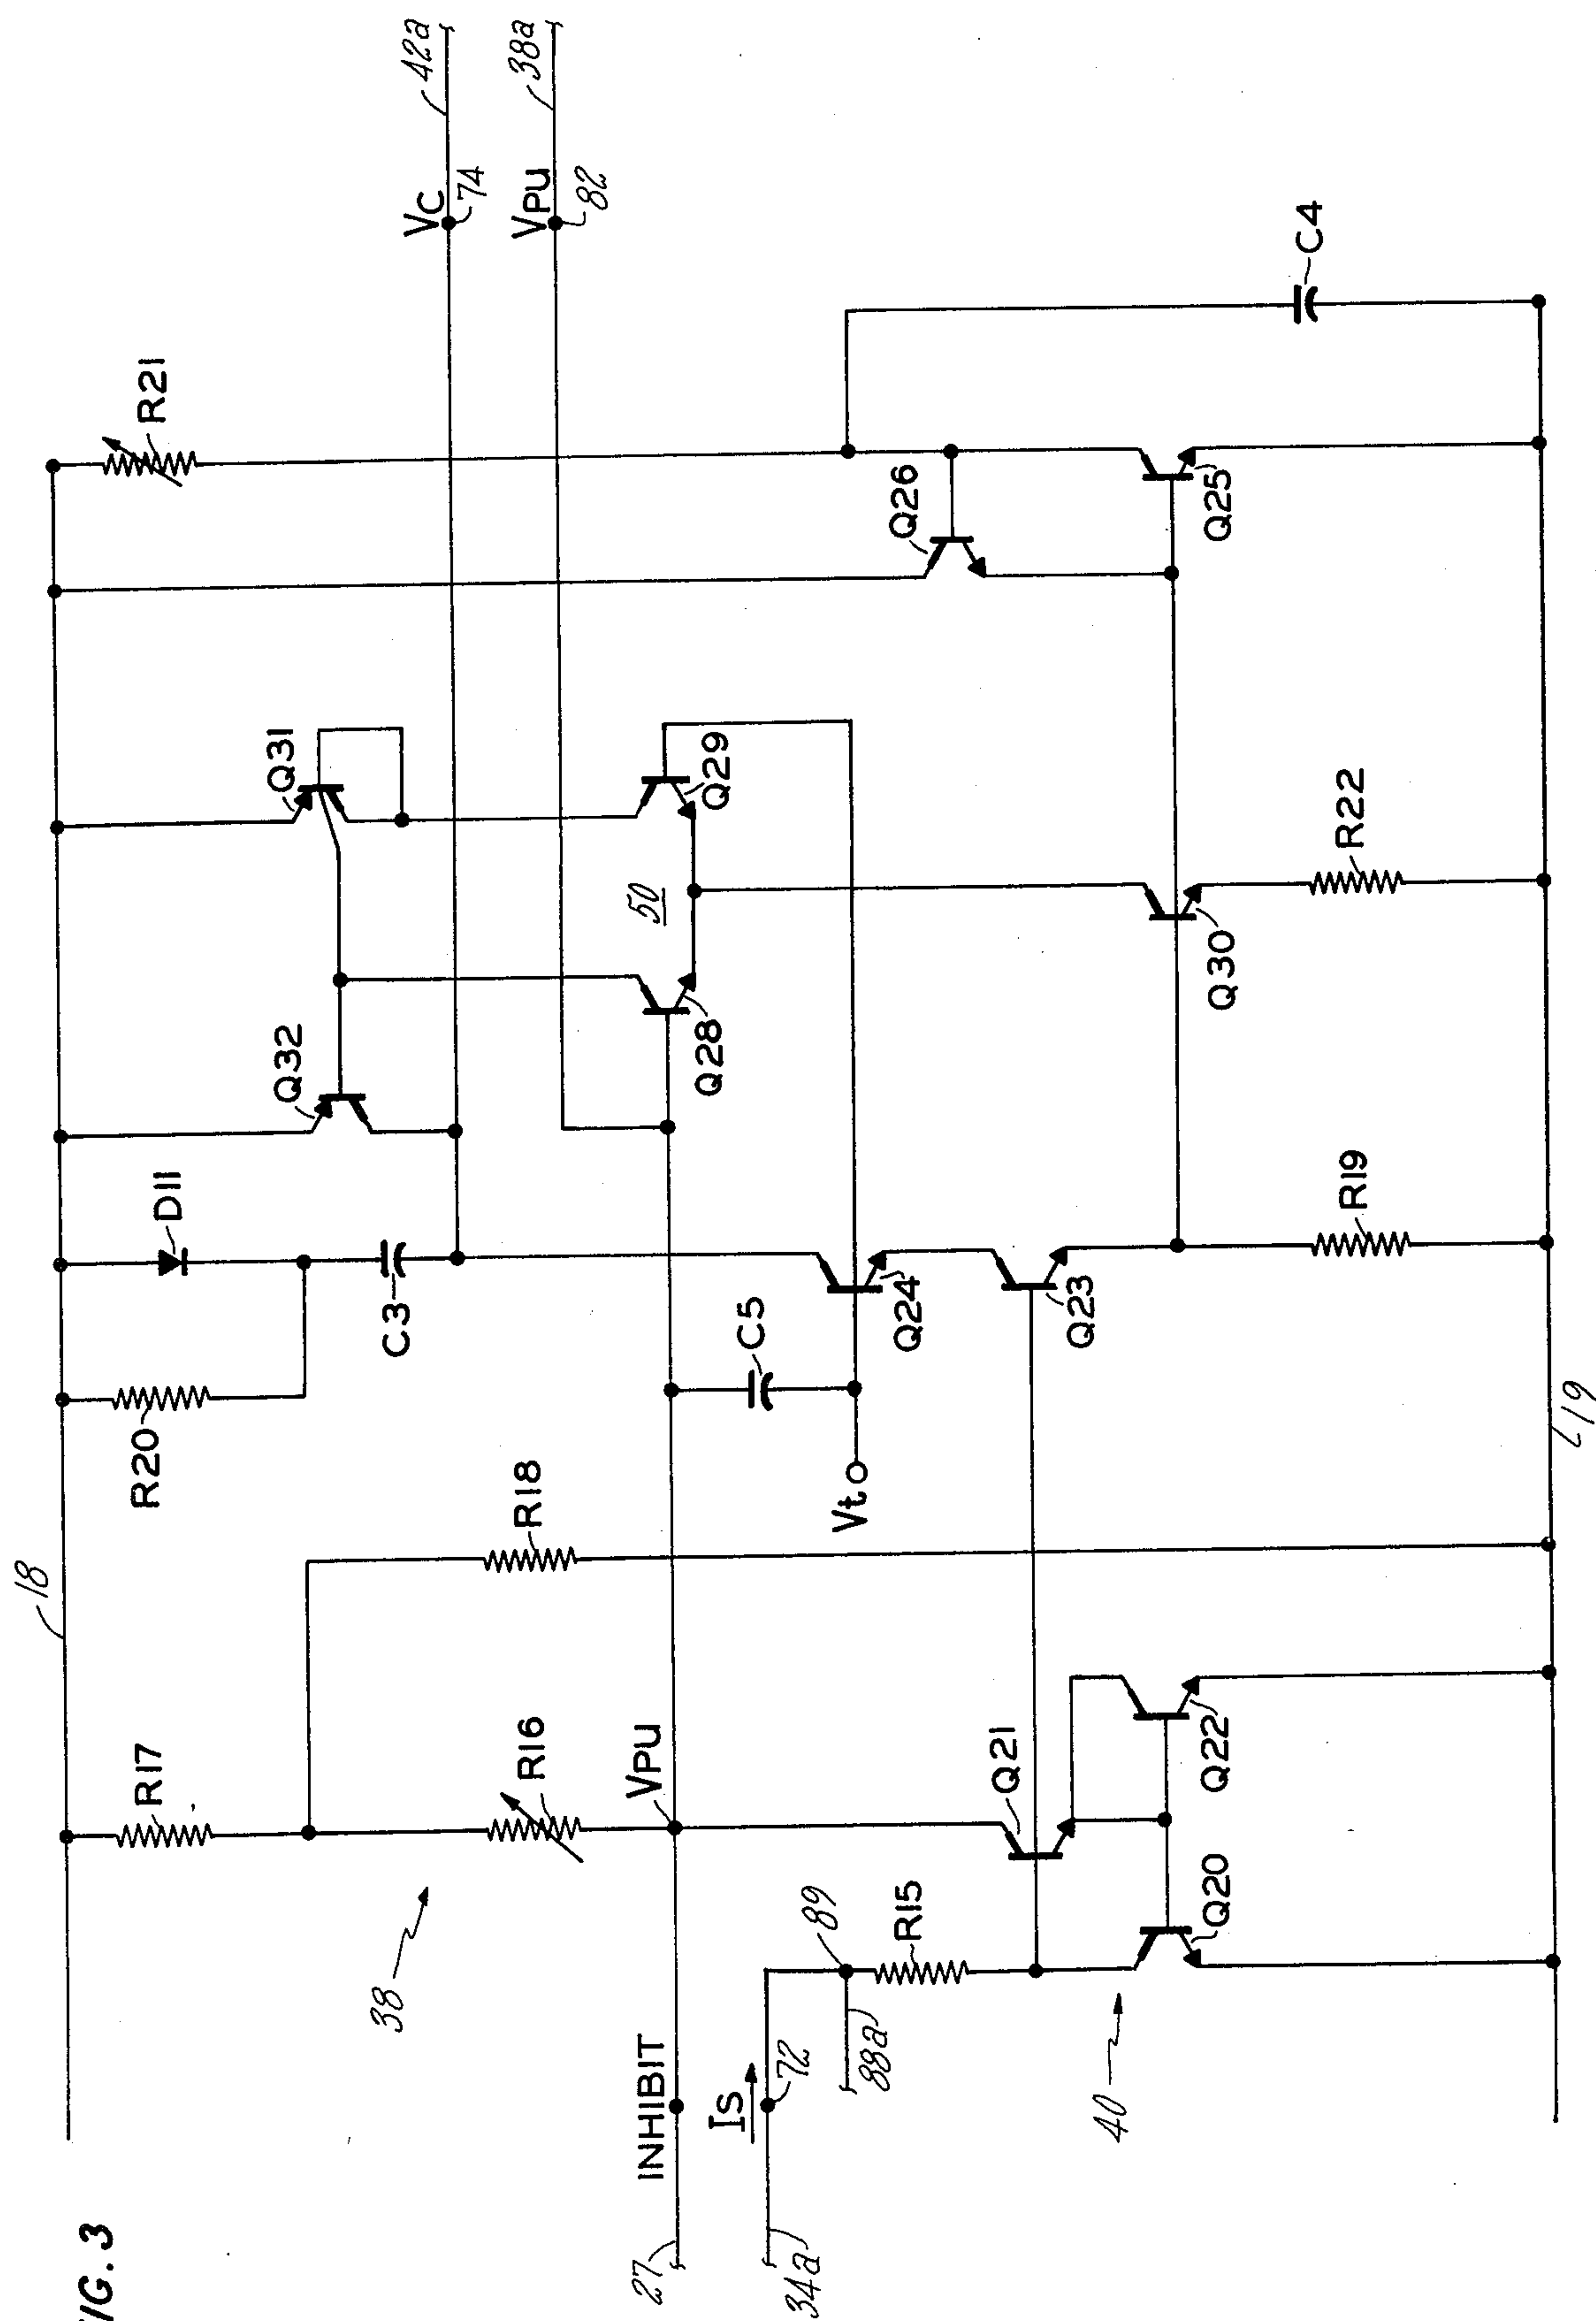 FIG. 3
18
42a
38a
R17
R20
D11
Q32
Q31
R21
VC
74
VPU
82
C3
38
R16
R18
VPU
INHIBIT
27
50
Q28
Q29
Q26
C4
C5
Vt
IS
72
34a
88a
89
R15
Q21
Q24
Q23
Q30
Q25
40
Q20
Q22
R19
R22
19